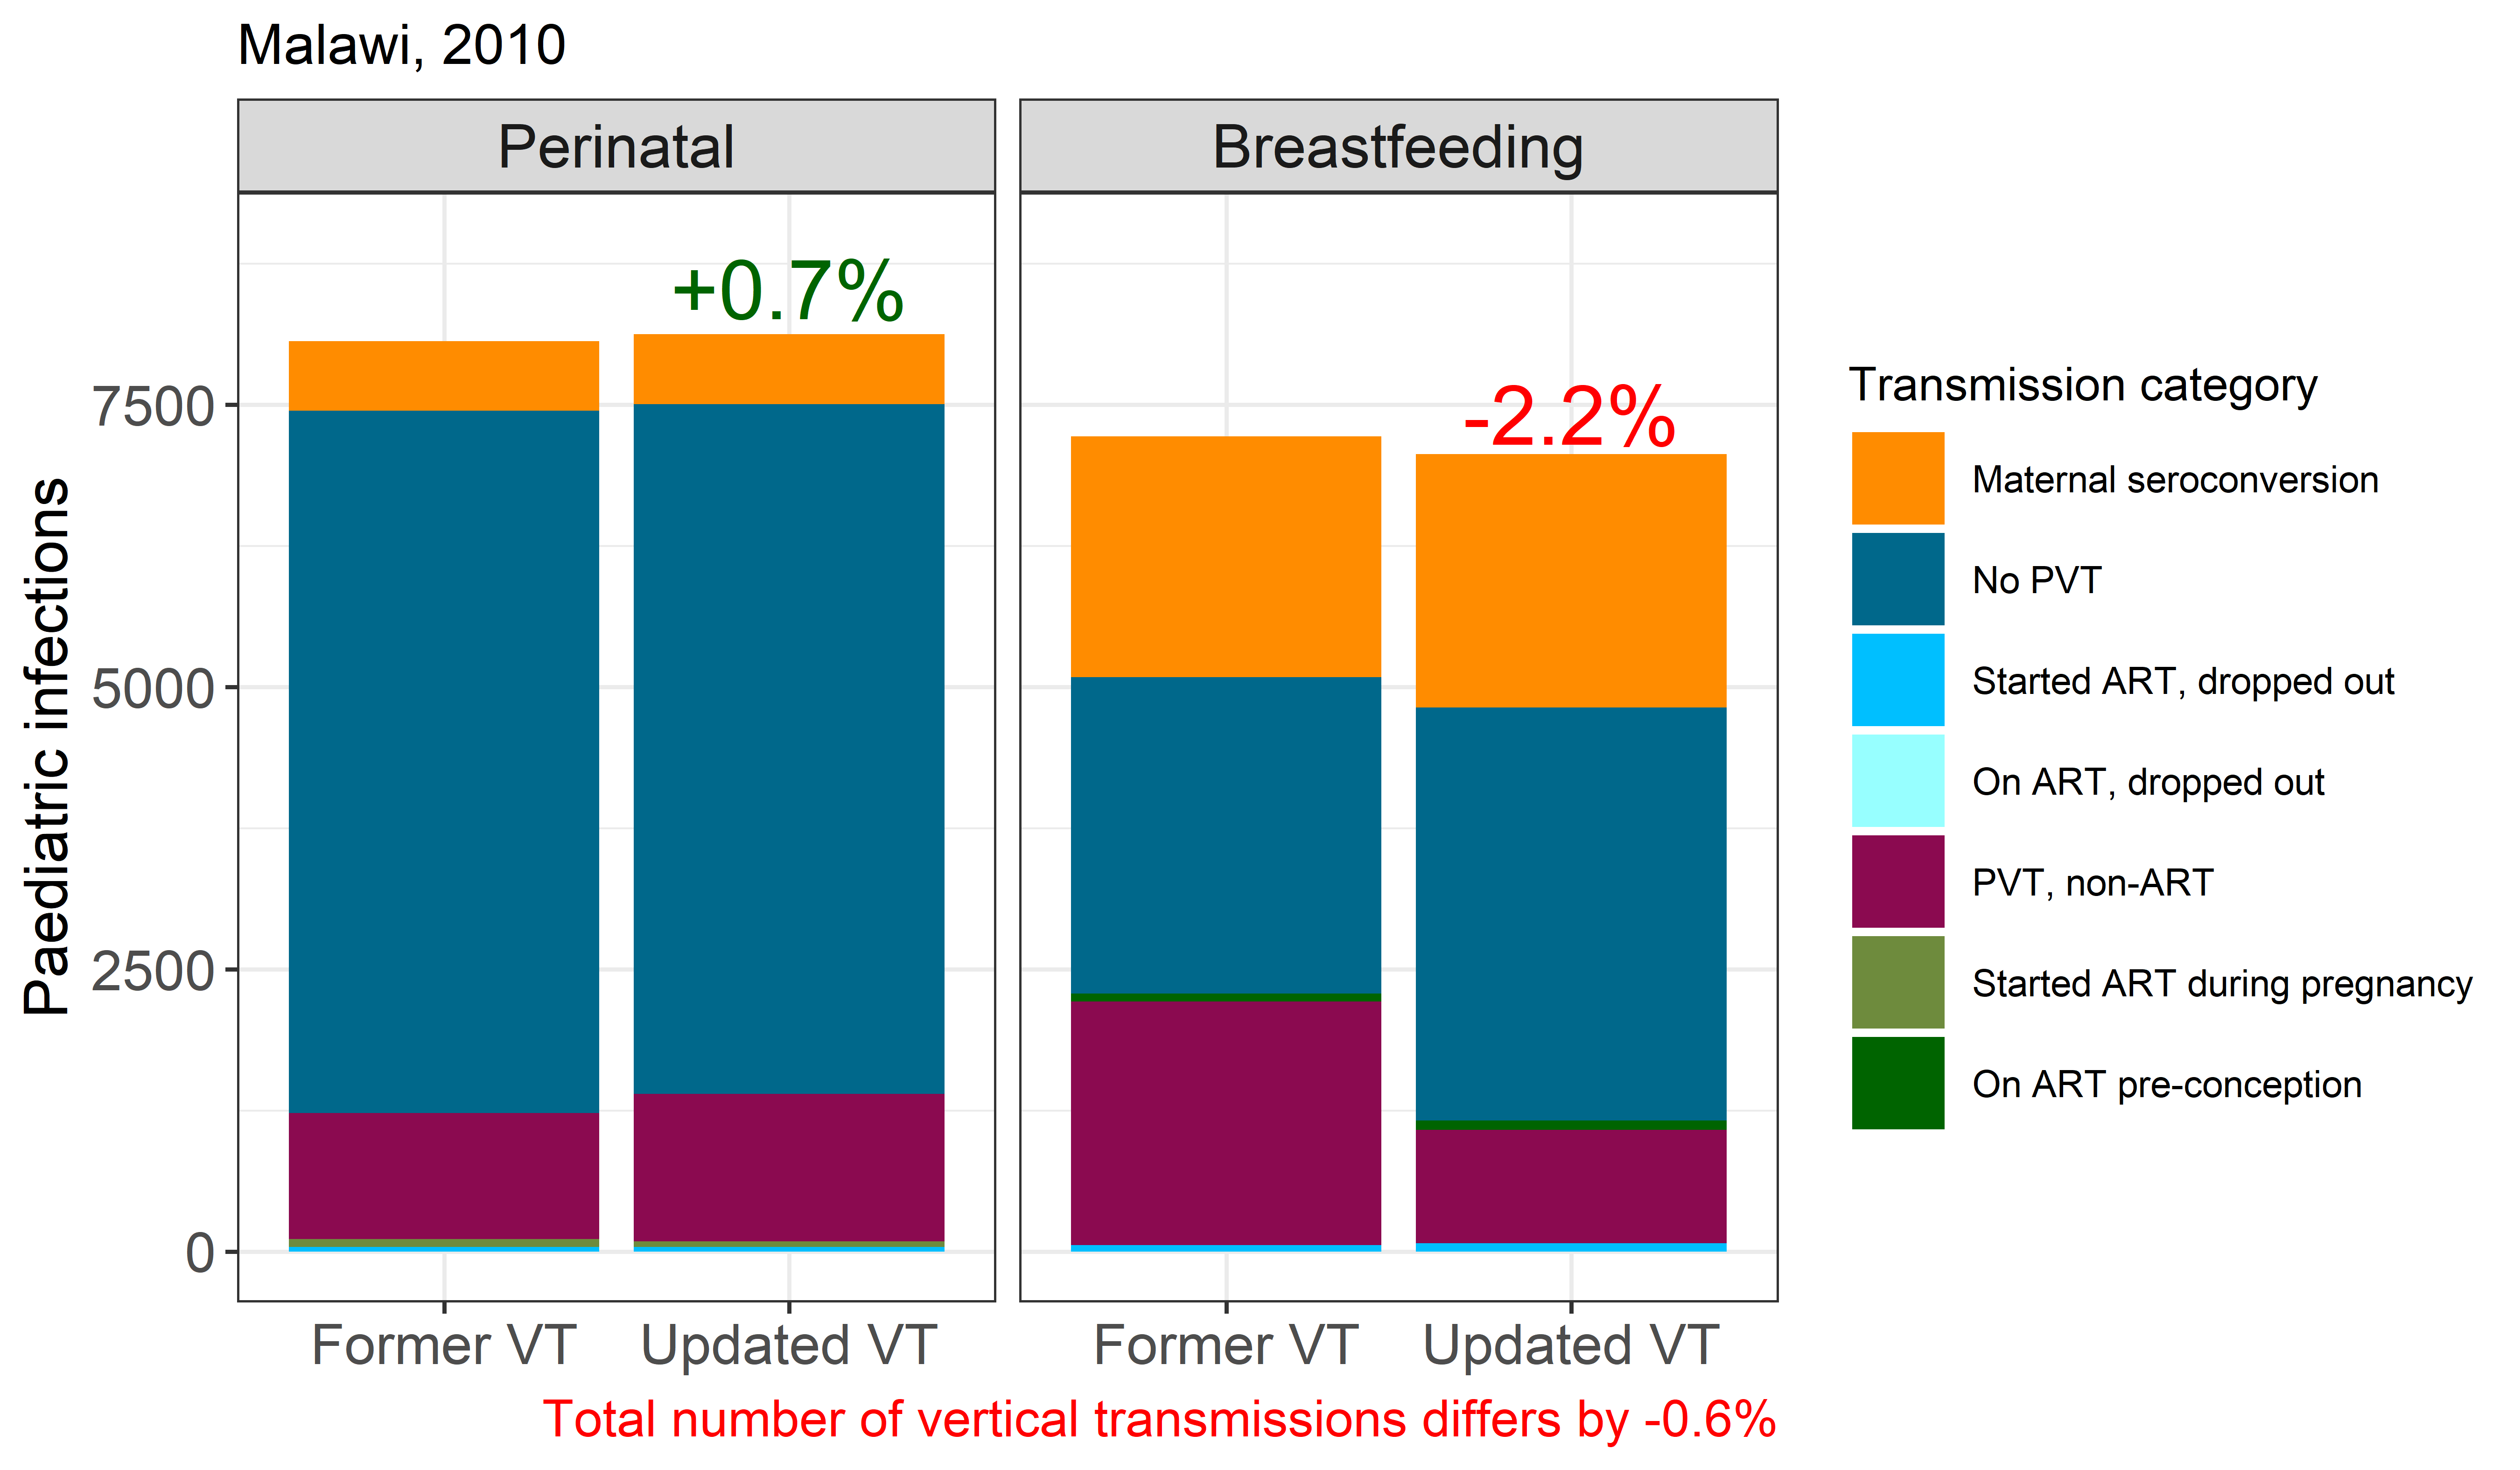 Malawi, 2010
Perinatal
Breastfeeding
+0.7%
-2.2%
Paediatric infections
7500
5000
2500
0
Former VT
Updated VT
Former VT
Updated VT
Total number of vertical transmissions differs by -0.6%
Transmission category
Maternal seroconversion
No PVT
Started ART, dropped out
On ART, dropped out
PVT, non-ART
Started ART during pregnancy
On ART pre-conception